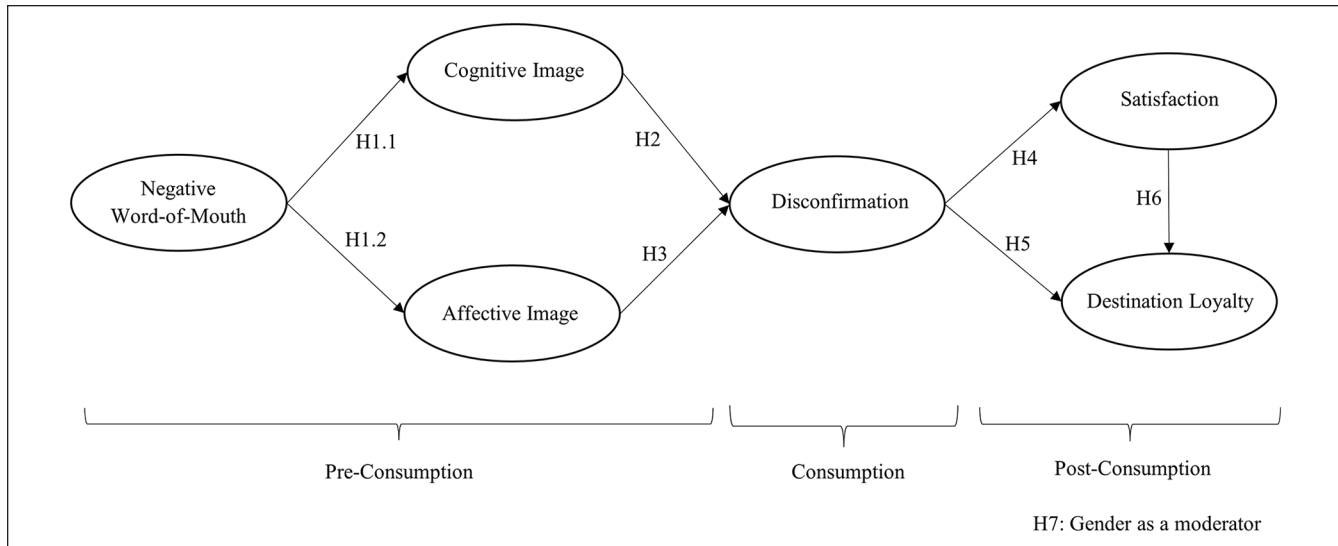 Cognitive Image
Satisfaction
H1.1
H2
H4
Negative
Word-of-Mouth
Disconfirmation
H6
H1.2
H3
H5
Affective Image
Destination Loyalty
Pre-Consumption
Consumption
Post-Consumption
H7: Gender as a moderator